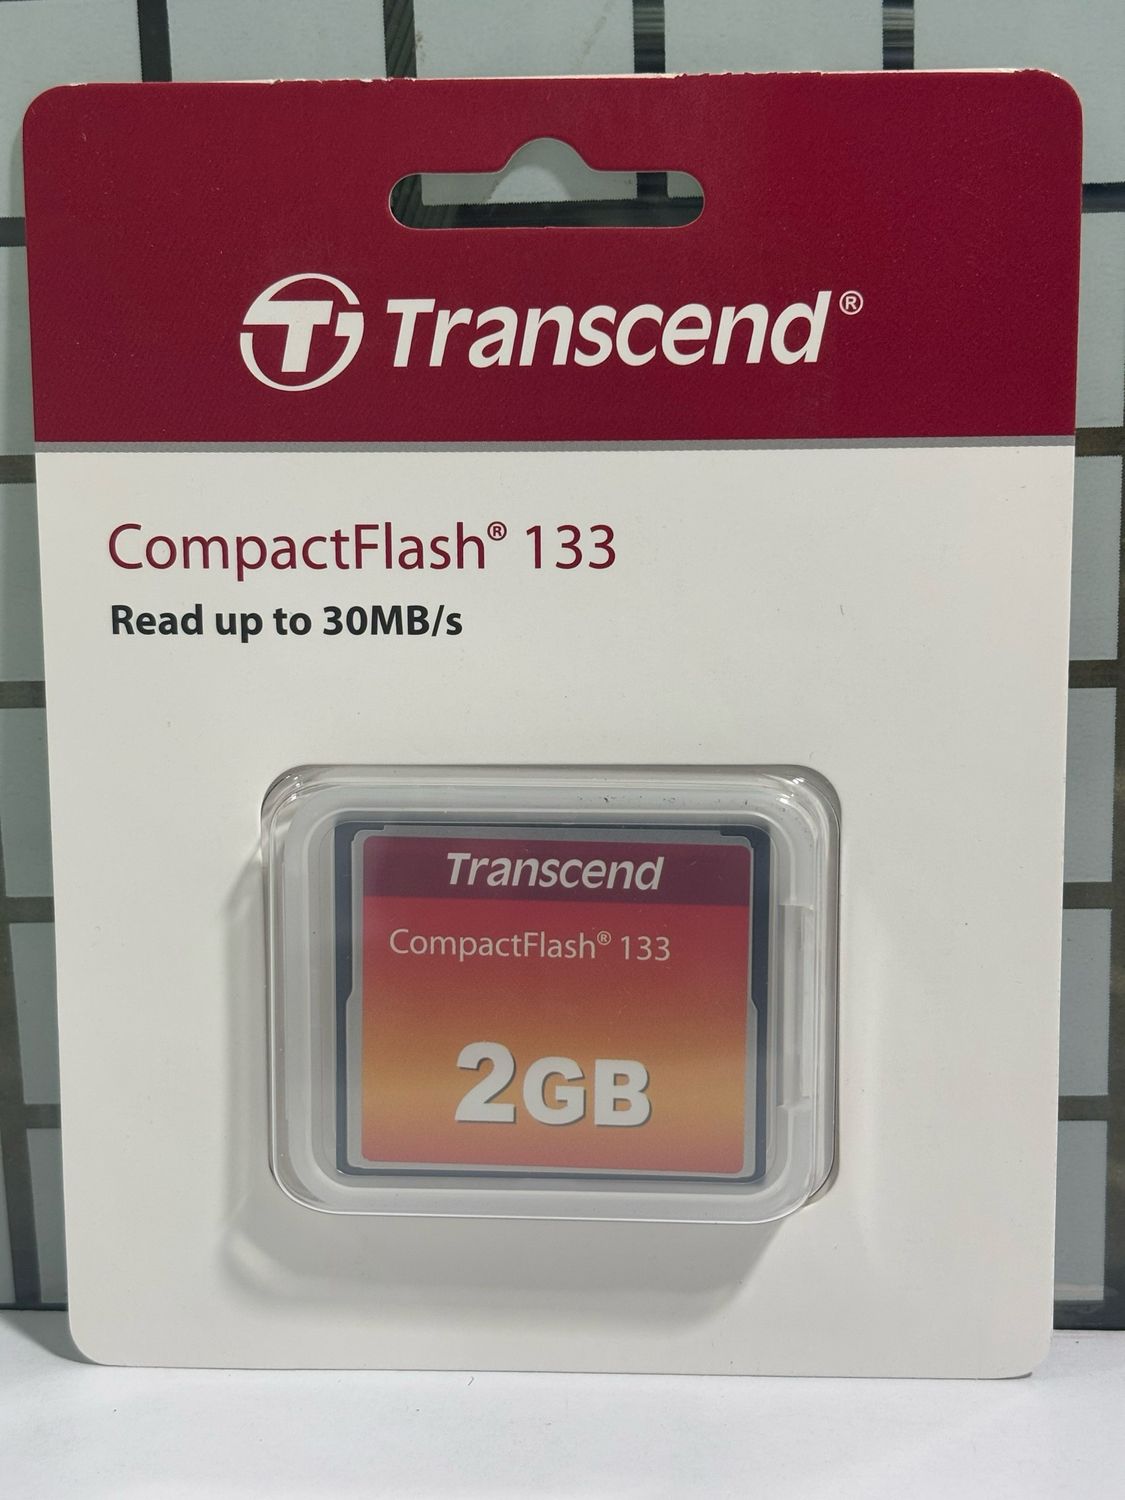 Transcend®
CompactFlash® 133
Read up to 30MB/s
Transcend
CompactFlash® 133
2GB